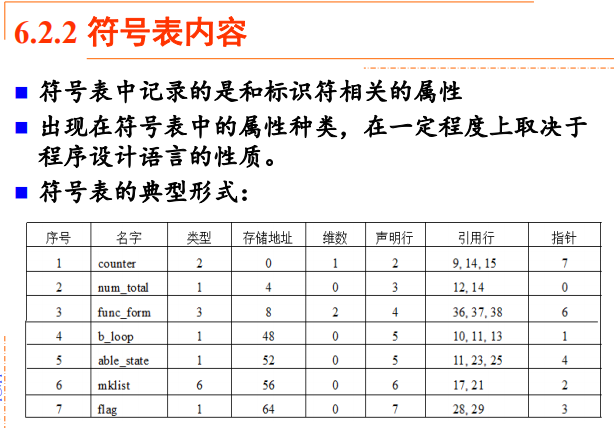 6.2.2 符号表内容
符号表中记录的是和标识符相关的属性
出现在符号表中的属性种类，在一定程度上取决于
程序设计语言的性质。
符号表的典型形式：
序号 名字 类型 存储地址 维数 声明行 引用行 指针
1 counter 2 0 1 2 9, 14, 15 7
2 num_total 1 4 0 3 12, 14 0
3 func_form 3 8 2 4 36, 37, 38 6
4 b_loop 1 48 0 5 10, 11, 13 1
5 able_state 1 52 0 5 11, 23, 25 4
6 mklist 6 56 0 6 17, 21 2
7 flag 1 64 0 7 28, 29 3